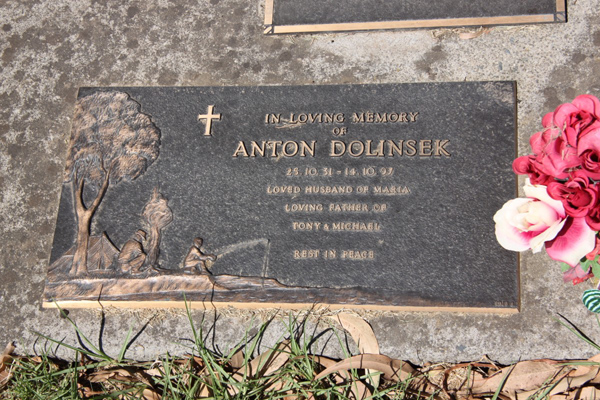 IN LOVING MEMORY
OF
ANTON DOLINSEK
25.10.31 - 14.10.97
LOVED HUSBAND OF MARIA
LOVING FATHER OF
TONY & MICHAEL
REST IN PEACE